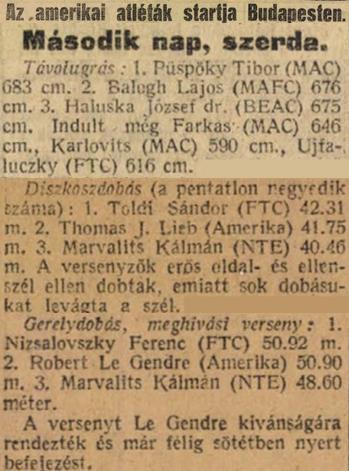 Az amerikai atléták startja Budapesten.
Második nap, szerda.
Távolugrás: 1. Püspöky Tibor (MAC)
683 cm. 2. Balogh Lajos (MAFC) 676
cm. 3. Haluska József dr. (BEAC) 675
cm. Indult még Farkas (MAC) 646
cm., Karlovits (MAC) 590 cm., Ujfa-
luczky (FTC) 616 cm.
Diszkoszdobás (a pentatlon negyedik
száma): 1. Toldi Sándor (FTC) 42.31
m. 2. Thomas J. Lieb (Amerika) 41.75
m. 3. Marvalits Kálmán (NTE) 40.46
m. A versenyzők erős oldal- és ellen-
szél ellen dobták, emiatt sok dobásu-
kat levágta a szél.
Gerelydobás, meghivási verseny: 1.
Nizsalovszky Ferenc (FTC) 50.92 m.
2. Robert Le Gendre (Amerika) 50.90
m. 3. Marvalits Kálmán (NTE) 48.60
méter.
A versenyt Le Gendre kivánságára
rendezték és már félig sötétben nyert
befejezést.